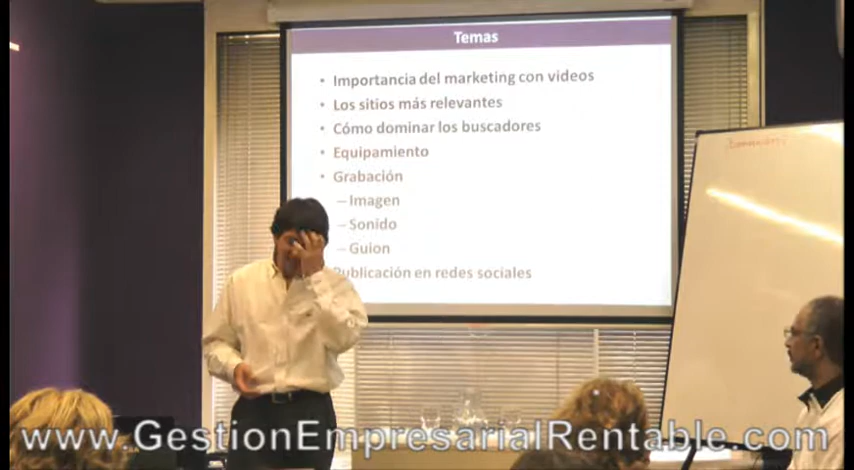 Temas
• Importancia del marketing con videos
• Los sitios más relevantes
• Cómo dominar los buscadores
• Equipamiento
• Grabación
– Imagen
– Sonido
– Guion
Publicación en redes sociales
www.GestionEmpresarialRentable.com